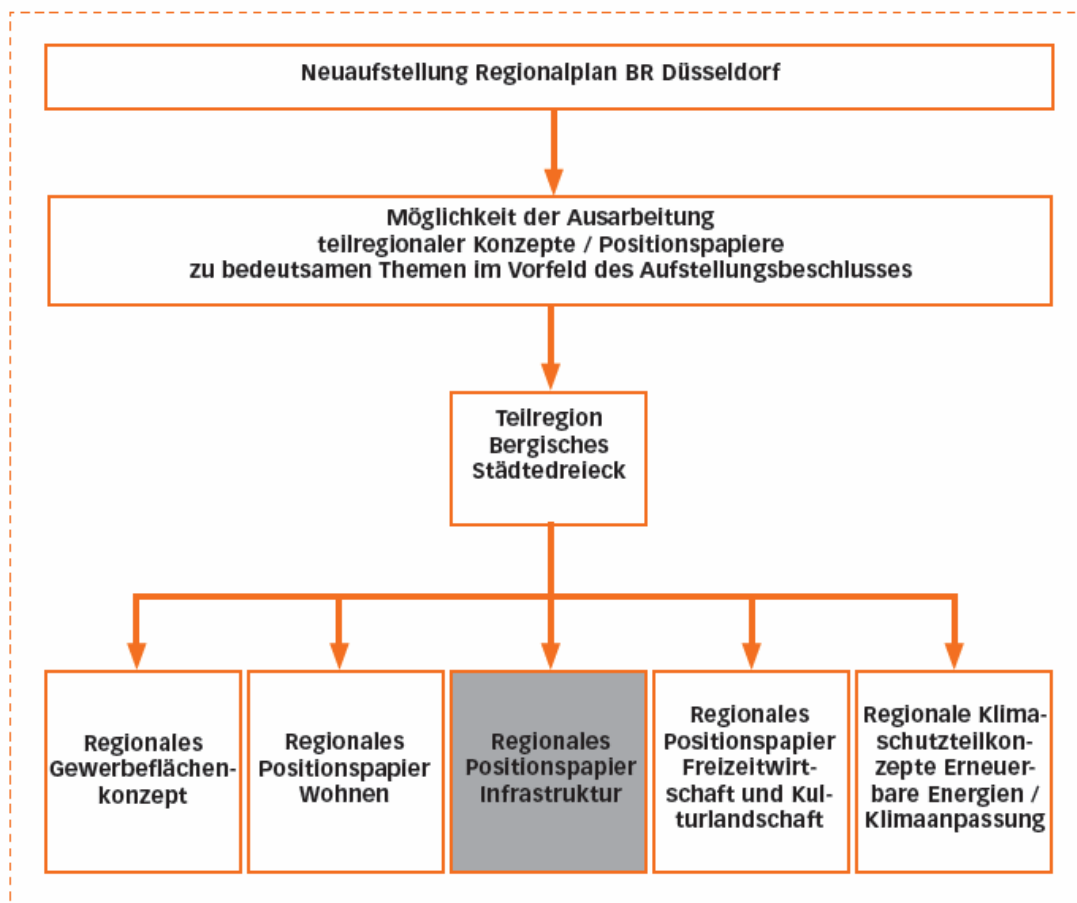 Neuaufstellung Regionalplan BR Düsseldorf
Möglichkeit der Ausarbeitung
teilregionaler Konzepte / Positionspapiere
zu bedeutsamen Themen im Vorfeld des Aufstellungsbeschlusses
Teilregion
Bergisches
Städtedreieck
Regionales
Gewerbeflächen-
konzept
Regionales
Positionspapier
Wohnen
Regionales
Positionspapier
Infrastruktur
Regionales
Positionspapier
Freizeitwirt-
schaft und Kul-
turlandschaft
Regionale Klima-
schutzteilkon-
zepte Erneuer-
bare Energien /
Klimaanpassung